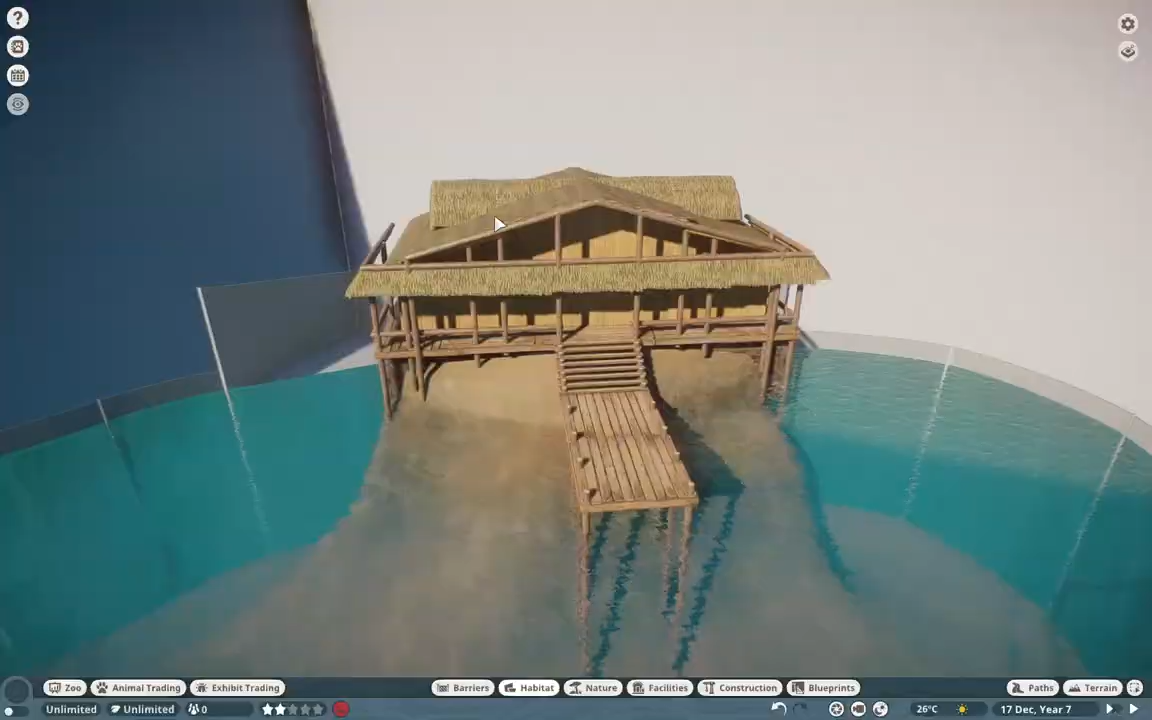 ?
Zoo Animal Trading Exhibit Trading Barriers Habitat Nature Facilities Construction Blueprints Paths Terrain
Unlimited Unlimited 0 26°C 17 Dec, Year 7